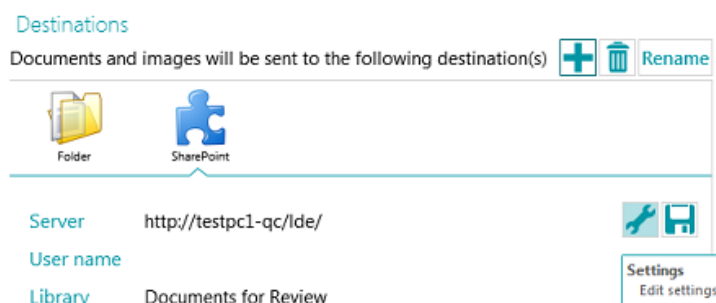 Destinations
Documents and images will be sent to the following destination(s) Rename
Folder SharePoint
Server http://testpc1-qc/lde/
User name
Library Documents for Review
Settings
Edit settings